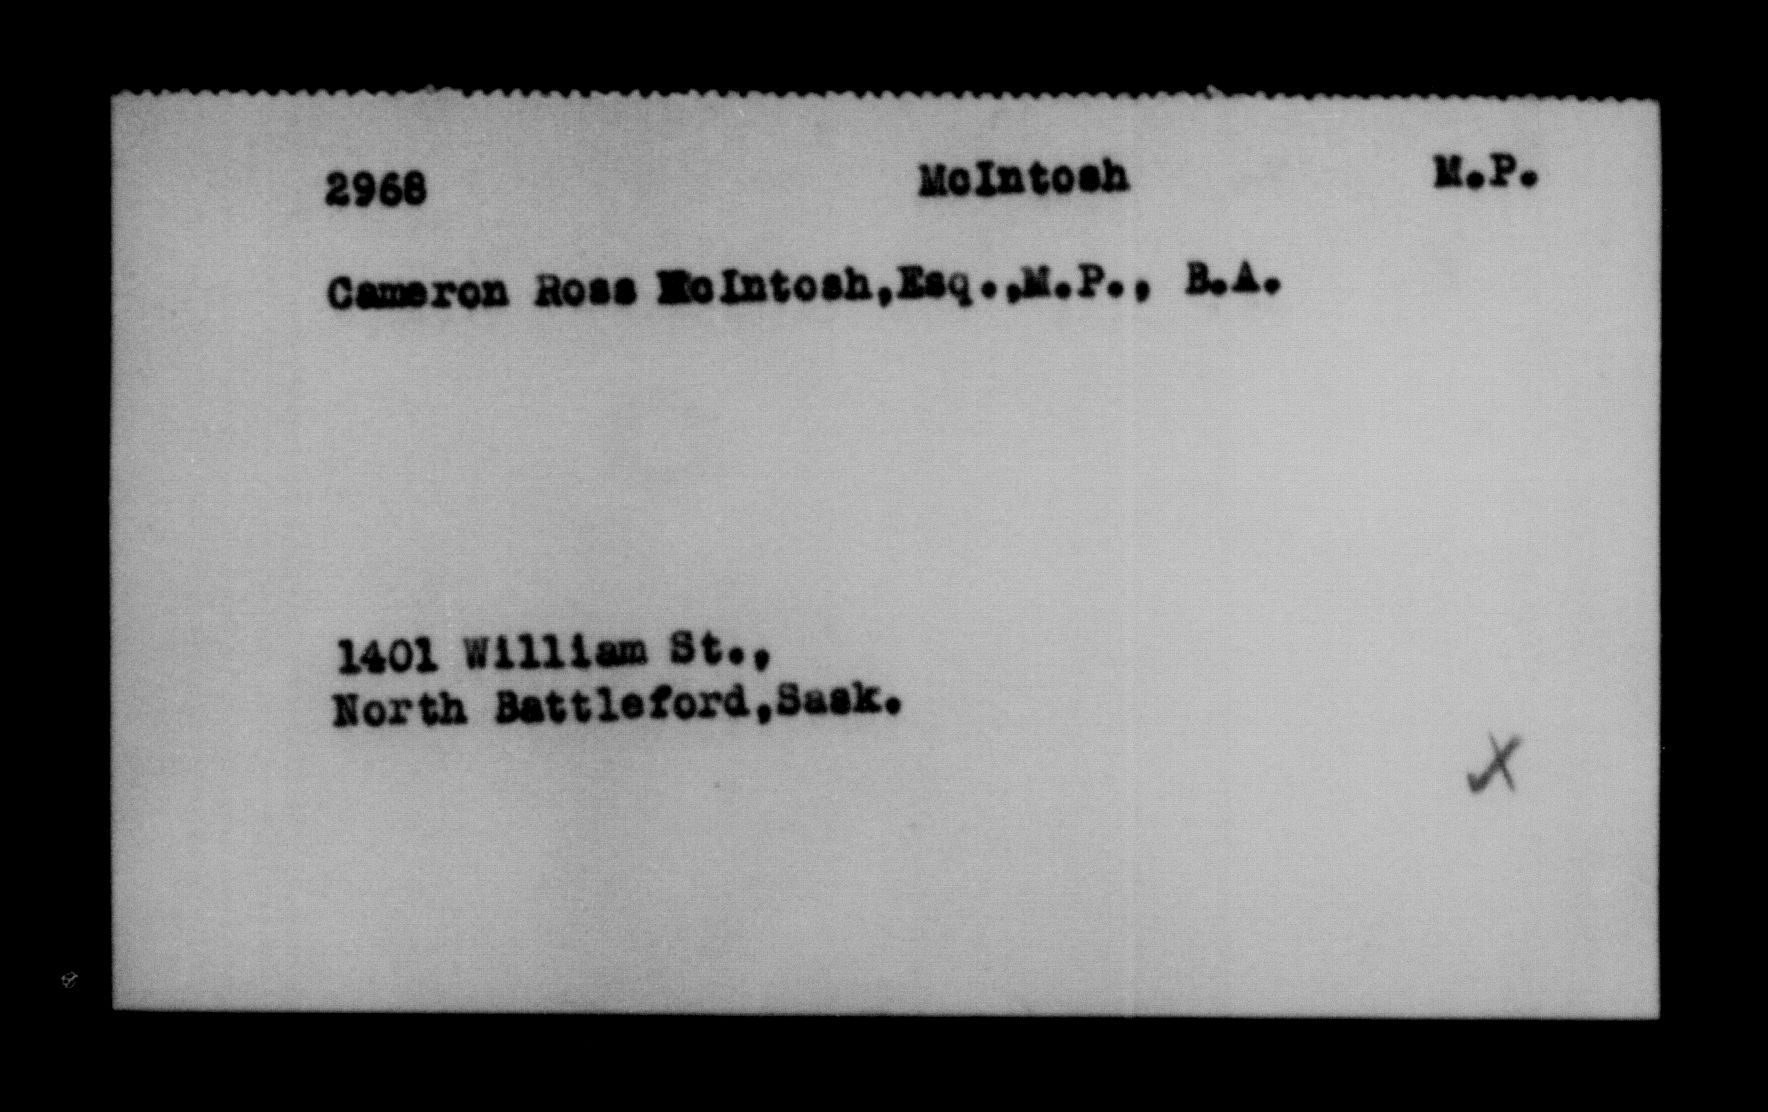 2968 McIntosh M.P.
Cameron Ross McIntosh,Esq.,M.P., B.A.
1401 William St.,
North Battleford,Sask.